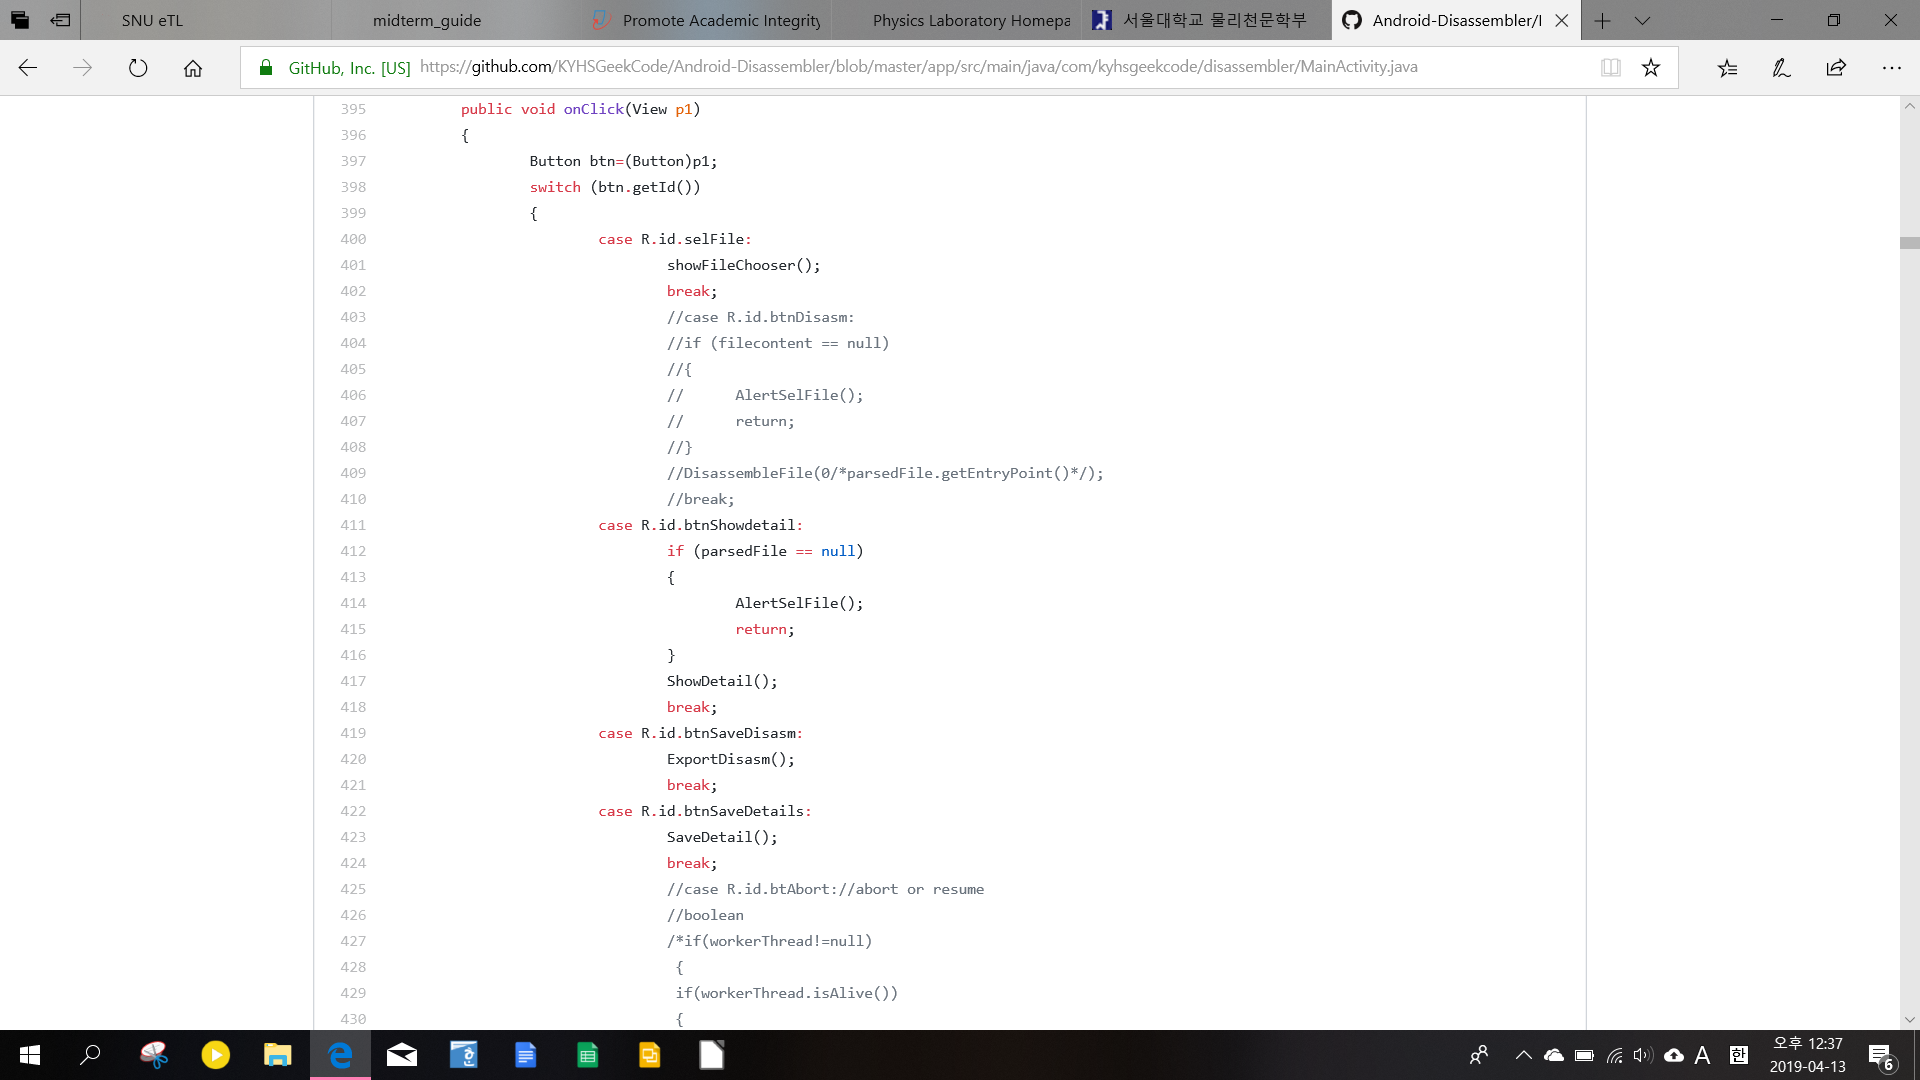 SNU eTL
midterm_guide
Promote Academic Integrity
Physics Laboratory Homepa
서울대학교 물리천문학부
Android-Disassembler/
GitHub, Inc. [US] https://github.com/KYHSGeekCode/Android-Disassembler/blob/master/app/src/main/java/com/kyhsgeekcode/disassembler/MainActivity.java
395 public void onClick(View p1)
396 {
397 Button btn=(Button)p1;
398 switch (btn.getId())
399 {
400 case R.id.selFile:
401 showFileChooser();
402 break;
403 //case R.id.btnDisasm:
404 //if (filecontent == null)
405 //{
406 // AlertSelFile();
407 // return;
408 //}
409 //DisassembleFile(0/*parsedFile.getEntryPoint()*/);
410 //break;
411 case R.id.btnShowdetail:
412 if (parsedFile == null)
413 {
414 AlertSelFile();
415 return;
416 }
417 ShowDetail();
418 break;
419 case R.id.btnSaveDisasm:
420 ExportDisasm();
421 break;
422 case R.id.btnSaveDetails:
423 SaveDetail();
424 break;
425 //case R.id.btAbort://abort or resume
426 //boolean
427 /*if(workerThread!=null)
428 {
429 if(workerThread.isAlive())
430 {
A 한
오후 12:37
2019-04-13
6